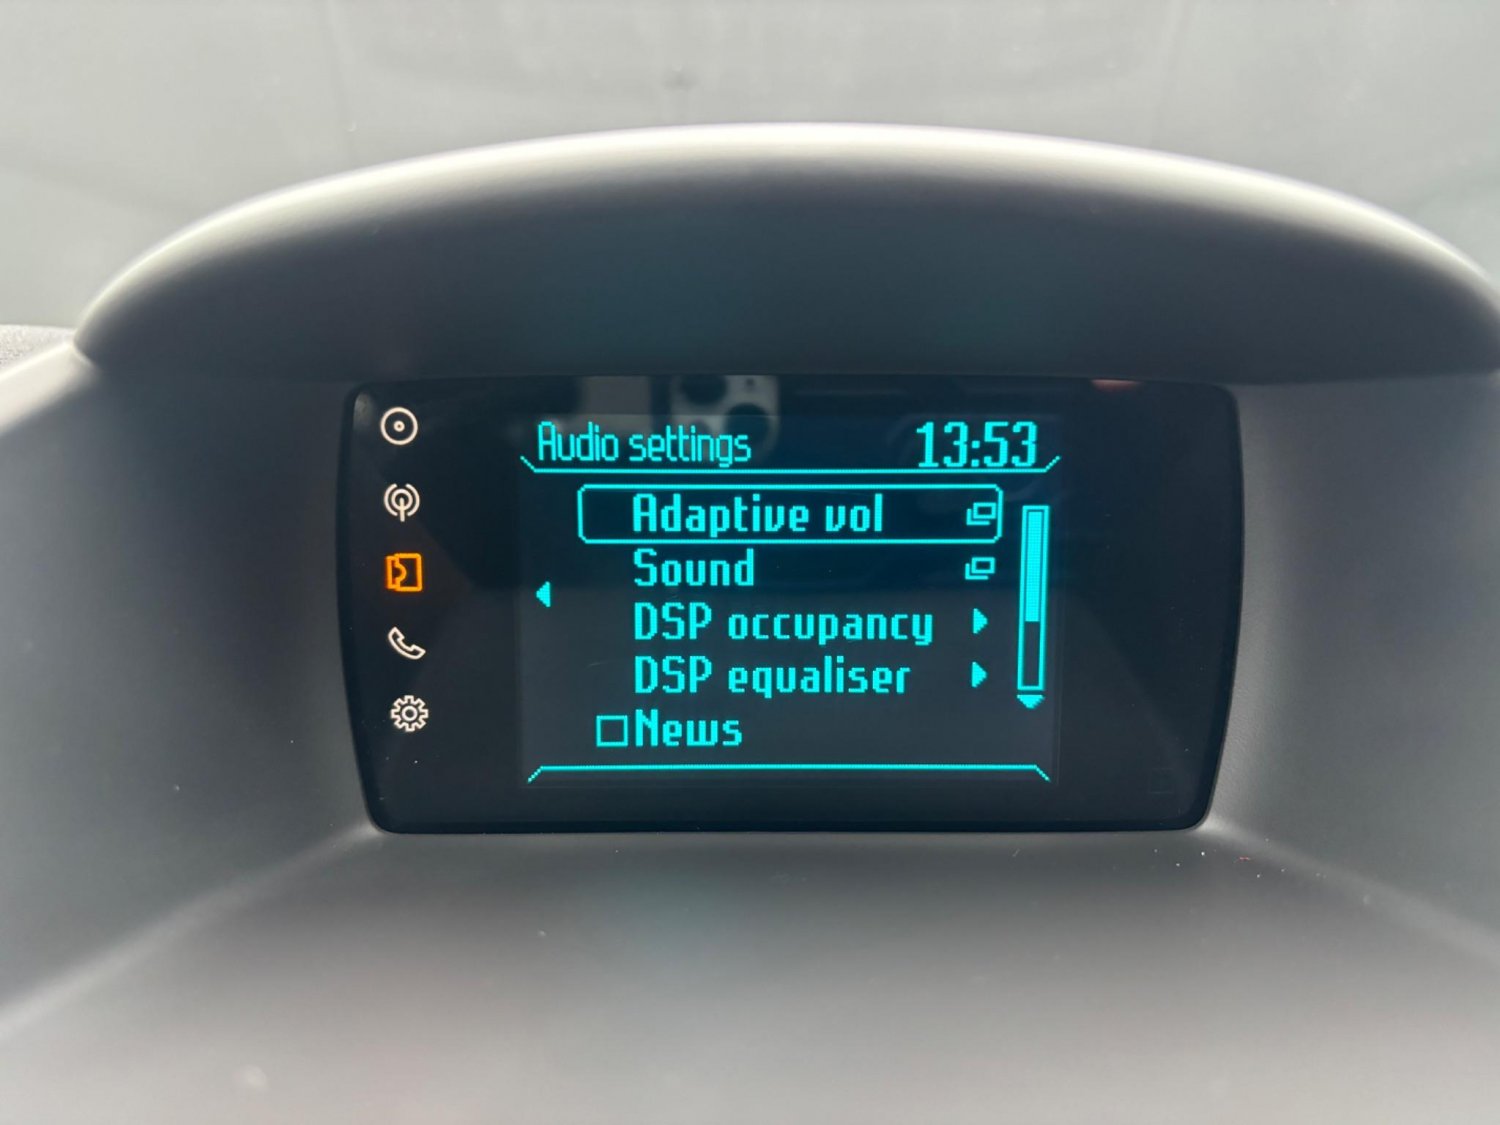 Audio settings 13:53
Adaptive vol
Sound
DSP occupancy
DSP equaliser
News